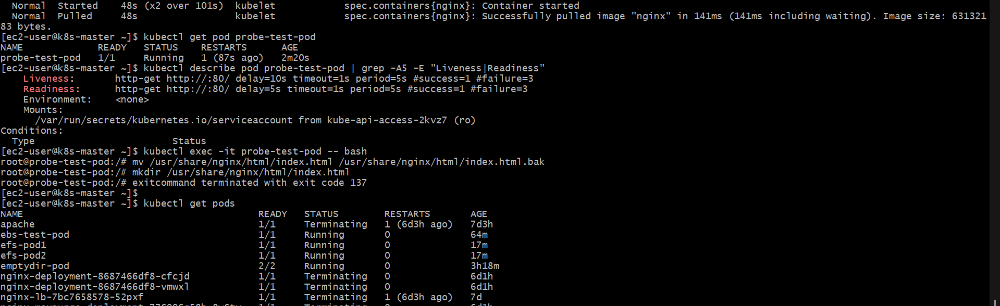 Normal  Started    48s (x2 over 101s)  kubelet            spec.containers{nginx}: Container started
Normal  Pulled     48s                 kubelet            spec.containers{nginx}: Successfully pulled image "nginx" in 141ms (141ms including waiting). Image size: 631321
83 bytes.
[ec2-user@k8s-master ~]$ kubectl get pod probe-test-pod
NAME             READY   STATUS    RESTARTS      AGE
probe-test-pod   1/1     Running   1 (87s ago)   2m20s
[ec2-user@k8s-master ~]$ kubectl describe pod probe-test-pod | grep -A5 -E "Liveness|Readiness"
    Liveness:       http-get http://:80/ delay=10s timeout=1s period=5s #success=1 #failure=3
    Readiness:      http-get http://:80/ delay=5s timeout=1s period=5s #success=1 #failure=3
    Environment:    <none>
    Mounts:
      /var/run/secrets/kubernetes.io/serviceaccount from kube-api-access-2kvz7 (ro)
Conditions:
  Type                        Status
[ec2-user@k8s-master ~]$ kubectl exec -it probe-test-pod -- bash
root@probe-test-pod:/# mv /usr/share/nginx/html/index.html /usr/share/nginx/html/index.html.bak
root@probe-test-pod:/# mkdir /usr/share/nginx/html/index.html
root@probe-test-pod:/# exitcommand terminated with exit code 137
[ec2-user@k8s-master ~]$
[ec2-user@k8s-master ~]$ kubectl get pods
NAME                                         READY   STATUS        RESTARTS       AGE
apache                                       1/1     Terminating   1 (6d3h ago)   7d3h
ebs-test-pod                                 1/1     Running       0              64m
efs-pod1                                     1/1     Running       0              17m
efs-pod2                                     1/1     Running       0              17m
emptydir-pod                                 2/2     Running       0              3h18m
nginx-deployment-8687466df8-cfcjd            1/1     Terminating   0              6d1h
nginx-deployment-8687466df8-vmwxl            1/1     Terminating   0              6d1h
nginx-lb-7bc7658578-52pxf                    1/1     Terminating   1 (6d3h ago)   7d